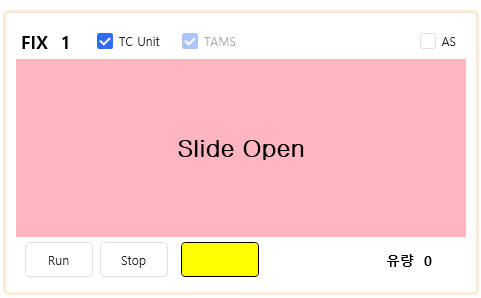 FIX 1 TC Unit TAMS AS
Slide Open
Run Stop 유량 0